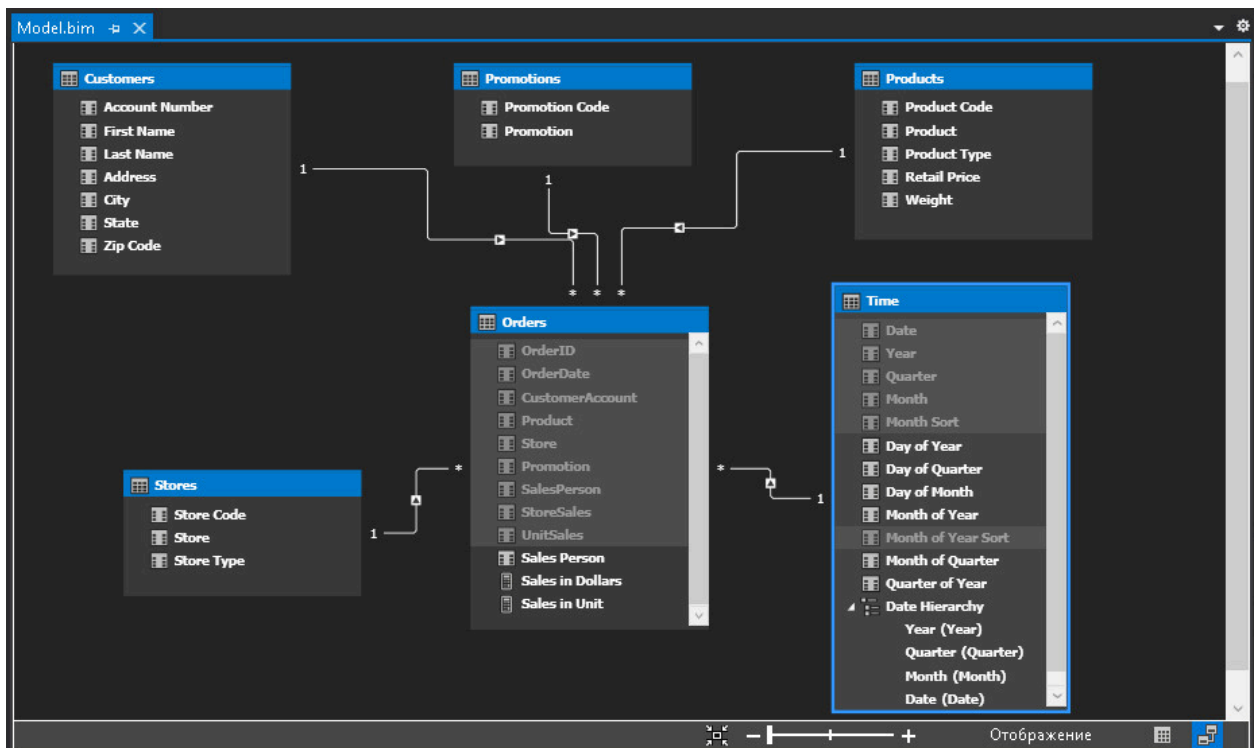 Model.bim
Customers
Account Number
First Name
Last Name
Address
City
State
Zip Code
Promotions
Promotion Code
Promotion
Products
Product Code
Product
Product Type
Retail Price
Weight
1
1
1
*
*
*
Orders
OrderID
OrderDate
CustomerAccount
Product
Store
Promotion
SalesPerson
StoreSales
UnitSales
Sales Person
Sales in Dollars
Sales in Unit
Time
Date
Year
Quarter
Month
Month Sort
Day of Year
Day of Quarter
Day of Month
Month of Year
Month of Year Sort
Month of Quarter
Quarter of Year
Date Hierarchy
Year (Year)
Quarter (Quarter)
Month (Month)
Date (Date)
Stores
Store Code
Store
Store Type
1
*
*
1
Отображение